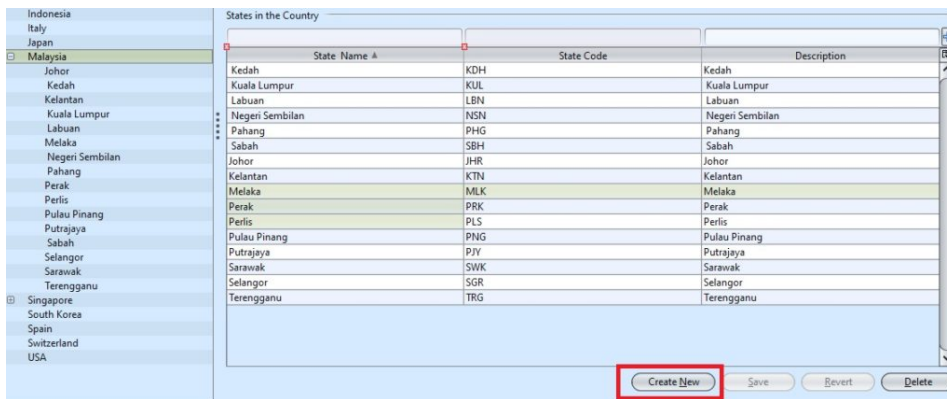 Indonesia
Italy
Japan
Malaysia
Johor
Kedah
Kelantan
Kuala Lumpur
Labuan
Melaka
Negeri Sembilan
Pahang
Perak
Perlis
Pulau Pinang
Putrajaya
Sabah
Selangor
Sarawak
Terengganu
Singapore
South Korea
Spain
Switzerland
USA
States in the Country
State Name State Code Description
Kedah KDH Kedah
Kuala Lumpur KUL Kuala Lumpur
Labuan LBN Labuan
Negeri Sembilan NSN Negeri Sembilan
Pahang PHG Pahang
Sabah SBH Sabah
Johor JHR Johor
Kelantan KTN Kelantan
Melaka MLK Melaka
Perak PRK Perak
Perlis PLS Perlis
Pulau Pinang PNG Pulau Pinang
Putrajaya PJY Putrajaya
Sarawak SWK Sarawak
Selangor SGR Selangor
Terengganu TRG Terengganu
Create New Save Revert Delete